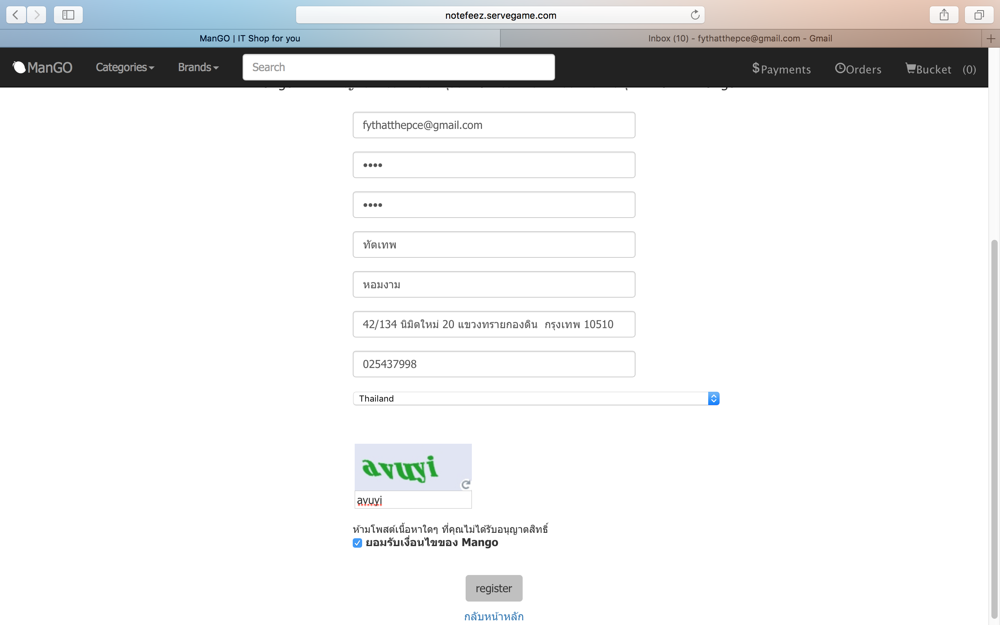 notefeez.servegame.com
ManGO | IT Shop for you
Inbox (10) - fythatthepce@gmail.com - Gmail
ManGO Categories Brands Search $Payments Orders Bucket (0)
fythatthepce@gmail.com
••••
••••
ทัตเทพ
หอมงาม
42/134 นิมิตใหม่ 20 แขวงทรายกองดิน กรุงเทพ 10510
025437998
Thailand
avuyi
avuyi
ห้ามโพสต์เนื้อหาใดๆ ที่คุณไม่ได้รับอนุญาตสิทธิ์
ยอมรับเงื่อนไขของ Mango
register
กลับหน้าหลัก